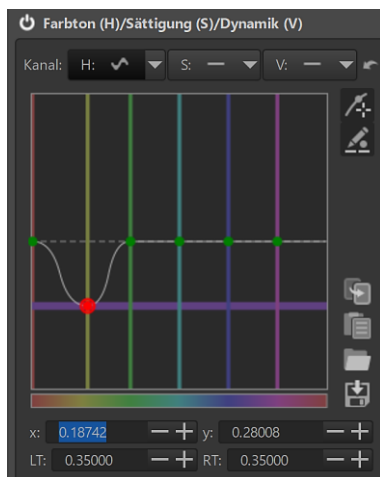 Farbton (H)/Sättigung (S)/Dynamik (V)
Kanal: H: S: V:
x: 0.18742 y: 0.28008
LT: 0.35000 RT: 0.35000